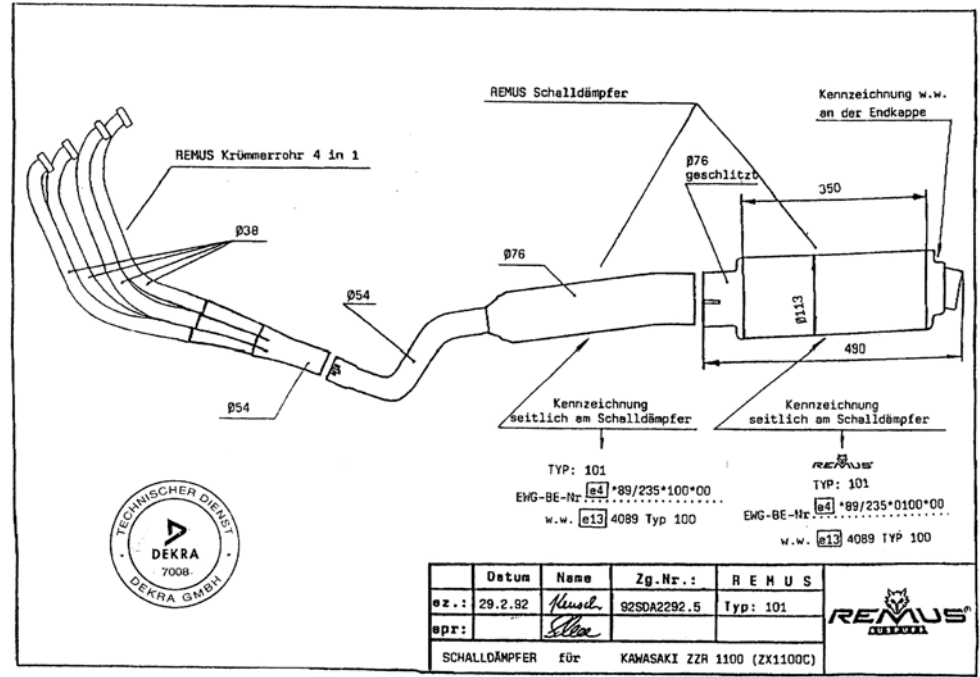 REMUS Schalldämpfer
Kennzeichnung w.w.
an der Endkappe
REMUS Krümmerrohr 4 in 1
Ø76
geschlitzt
350
Ø38
Ø76
Ø54
Ø113
490
Ø54
Kennzeichnung
seitlich am Schalldämpfer
Kennzeichnung
seitlich am Schalldämpfer
TYP: 101
EWG-BE-Nr e4 *89/235*100*00
w.w. e13 4089 Typ 100
REMUS
TYP: 101
EWG-BE-Nr e4 *89/235*0100*00
w.w. e13 4089 TYP 100
TECHNISCHER DIENST
DEKRA
7008
DEKRA GMBH
Datum Name Zg.Nr.: REMUS
ez.: 29.2.92 92SDA2292.5 Typ: 101
epr:
SCHALLDÄMPFER für KAWASAKI ZZR 1100 (ZX1100C)
REMUS
AUSPUFF